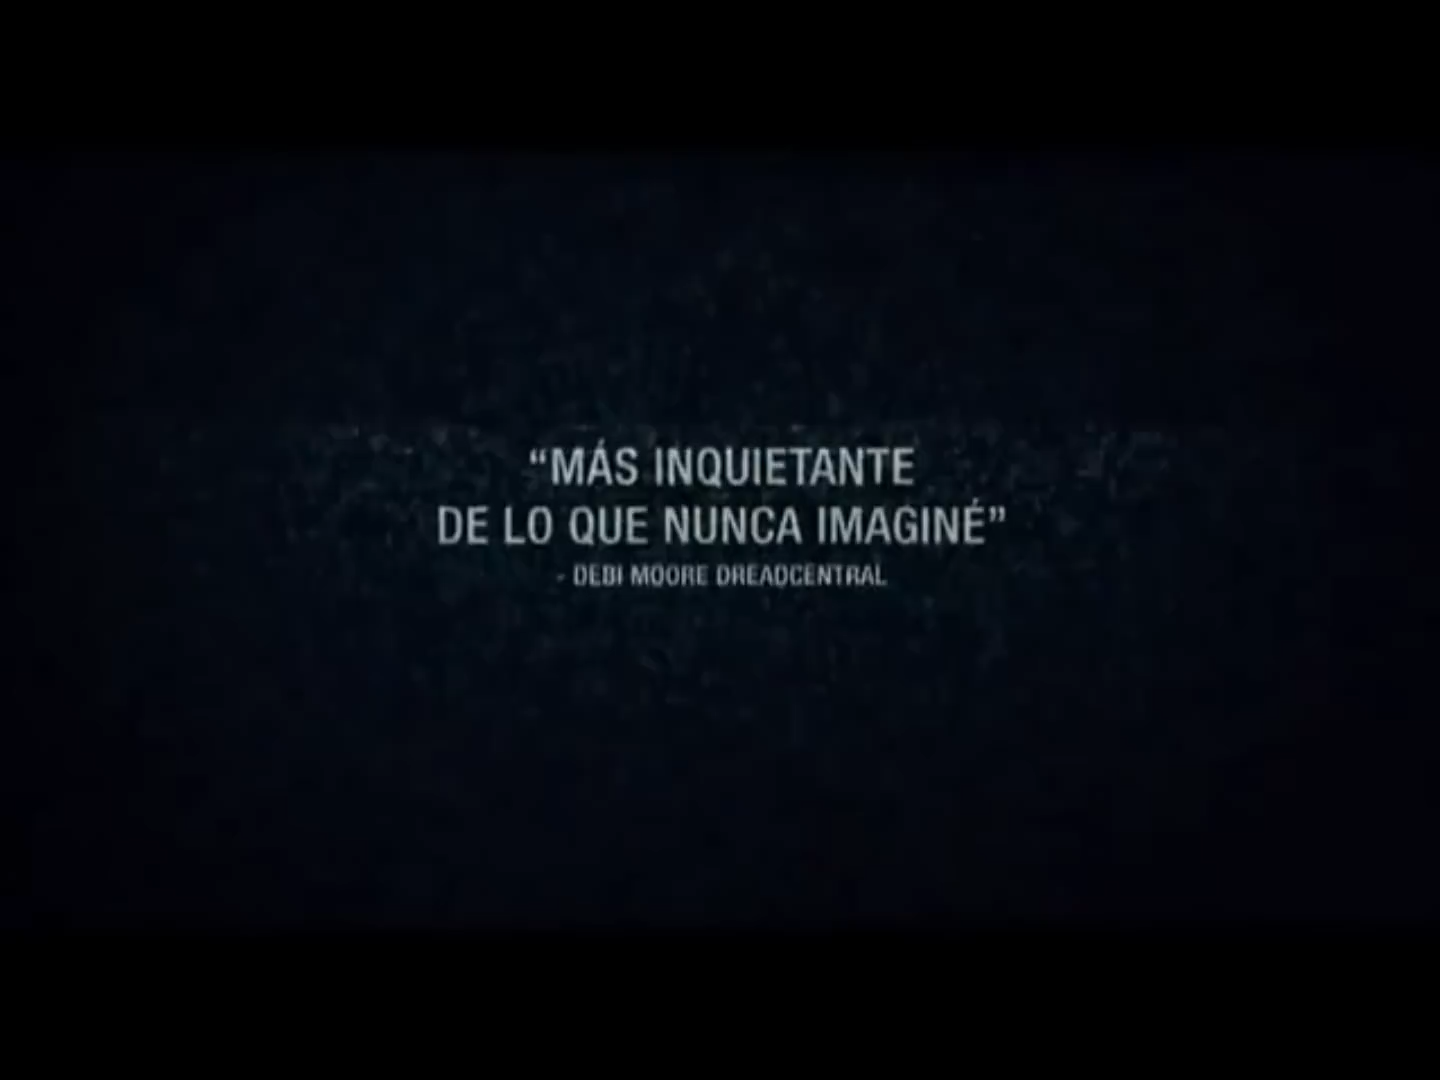 “MÁS INQUIETANTE
DE LO QUE NUNCA IMAGINÉ”
- DEBI MOORE DREADCENTRAL